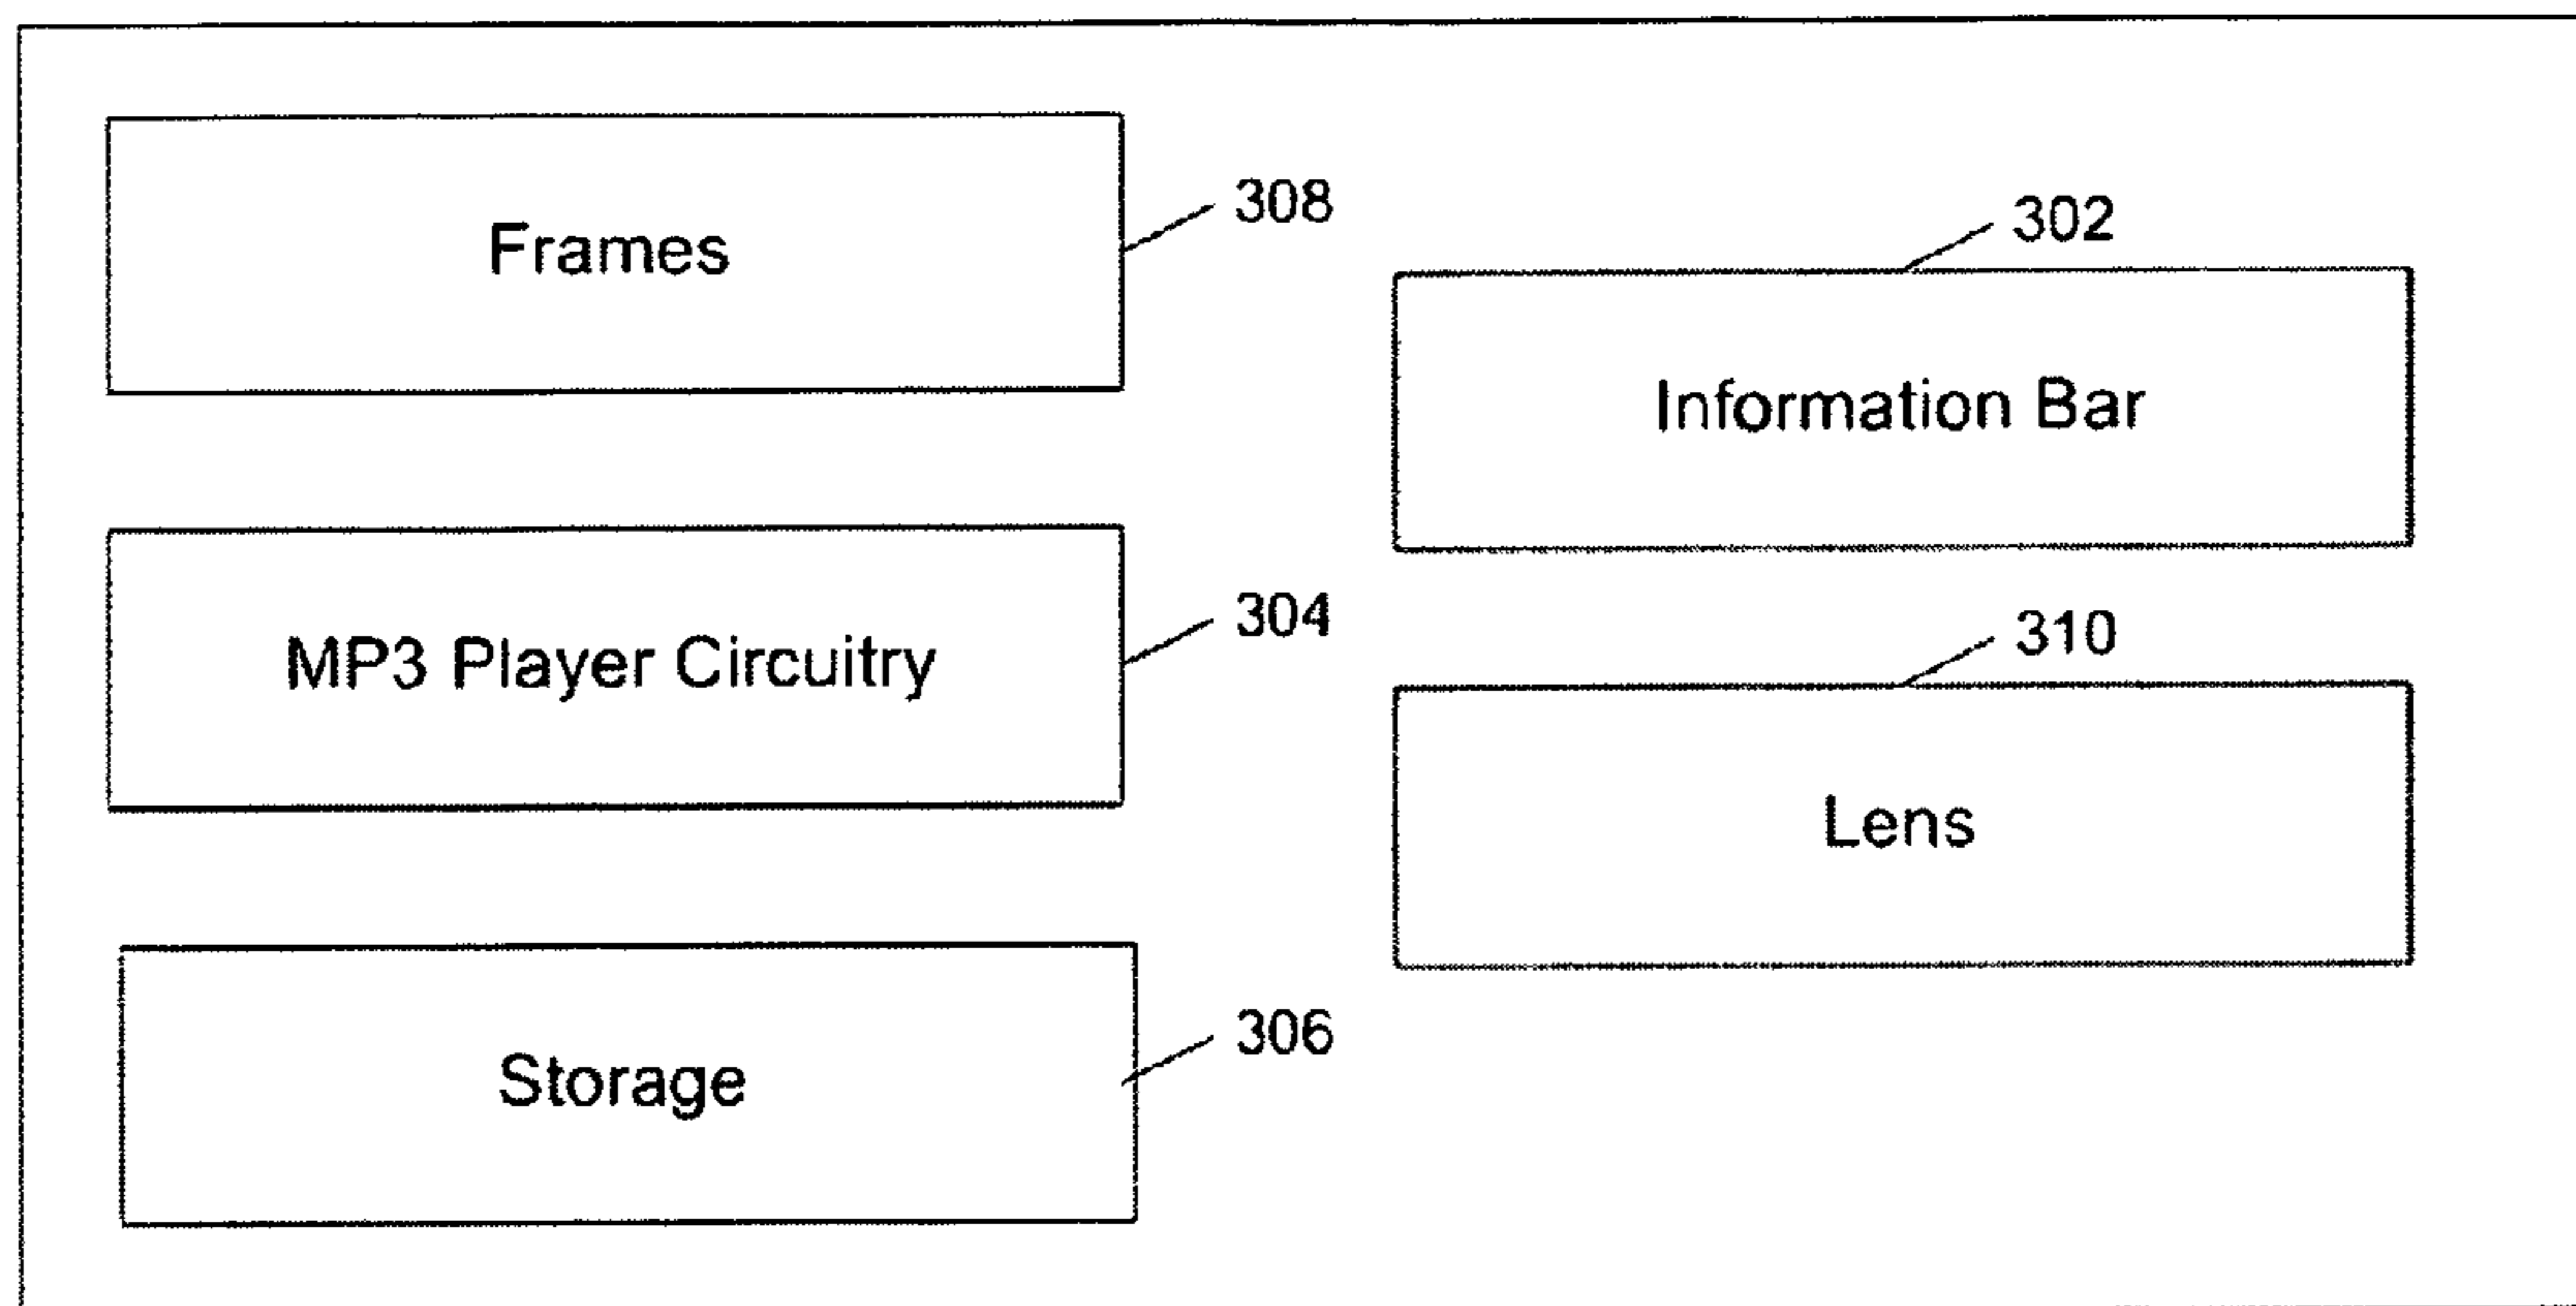 Frames
308
302
Information Bar
MP3 Player Circuitry
304
310
Lens
Storage
306